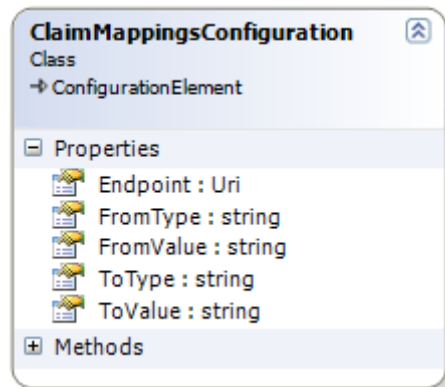 ClaimMappingsConfiguration
Class
ConfigurationElement
Properties
Endpoint : Uri
FromType : string
FromValue : string
ToType : string
ToValue : string
Methods